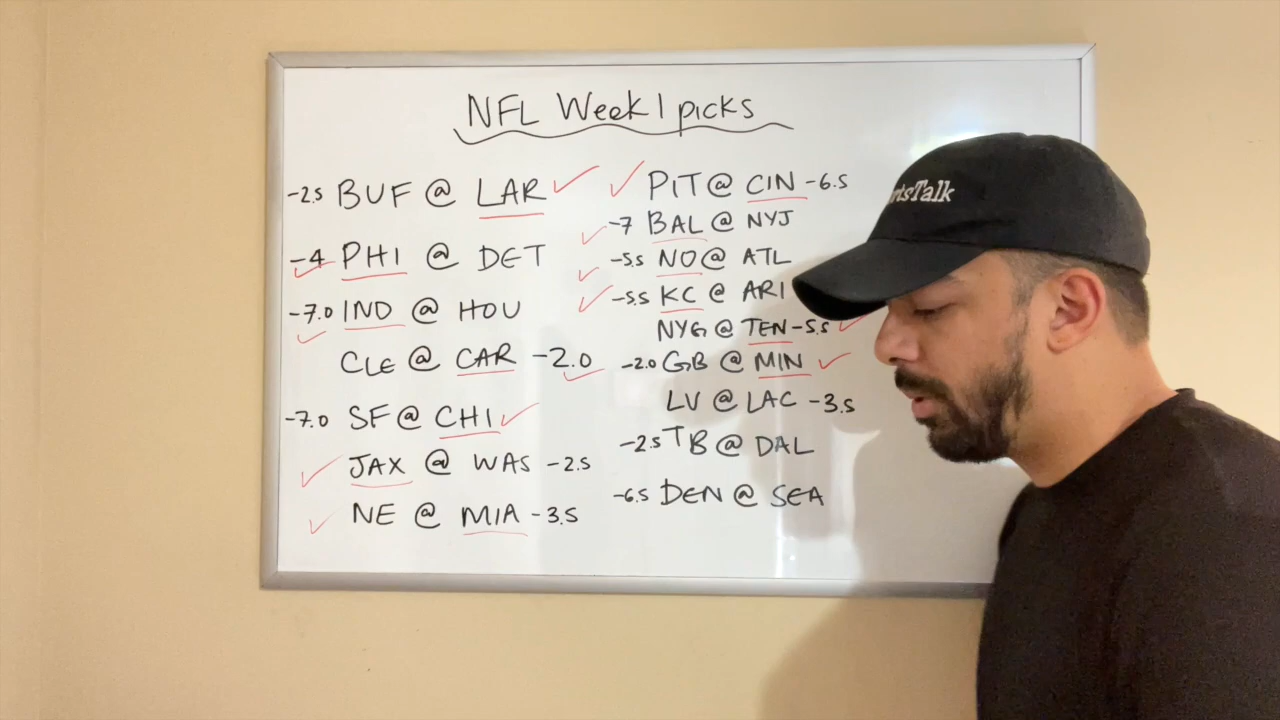 NFL Week 1 picks
-2.5 BUF @ LAR
-4 PHI @ DET
-7.0 IND @ HOU
CLE @ CAR -2.0
-7.0 SF @ CHI
JAX @ WAS -2.5
NE @ MIA -3.5
PIT @ CIN -6.5
-7 BAL @ NYJ
-5.5 NO @ ATL
-5.5 KC @ ARI
NYG @ TEN -5.5
-2.0 GB @ MIN
LV @ LAC -3.5
-2.5 TB @ DAL
-6.5 DEN @ SEA
rtsTalk